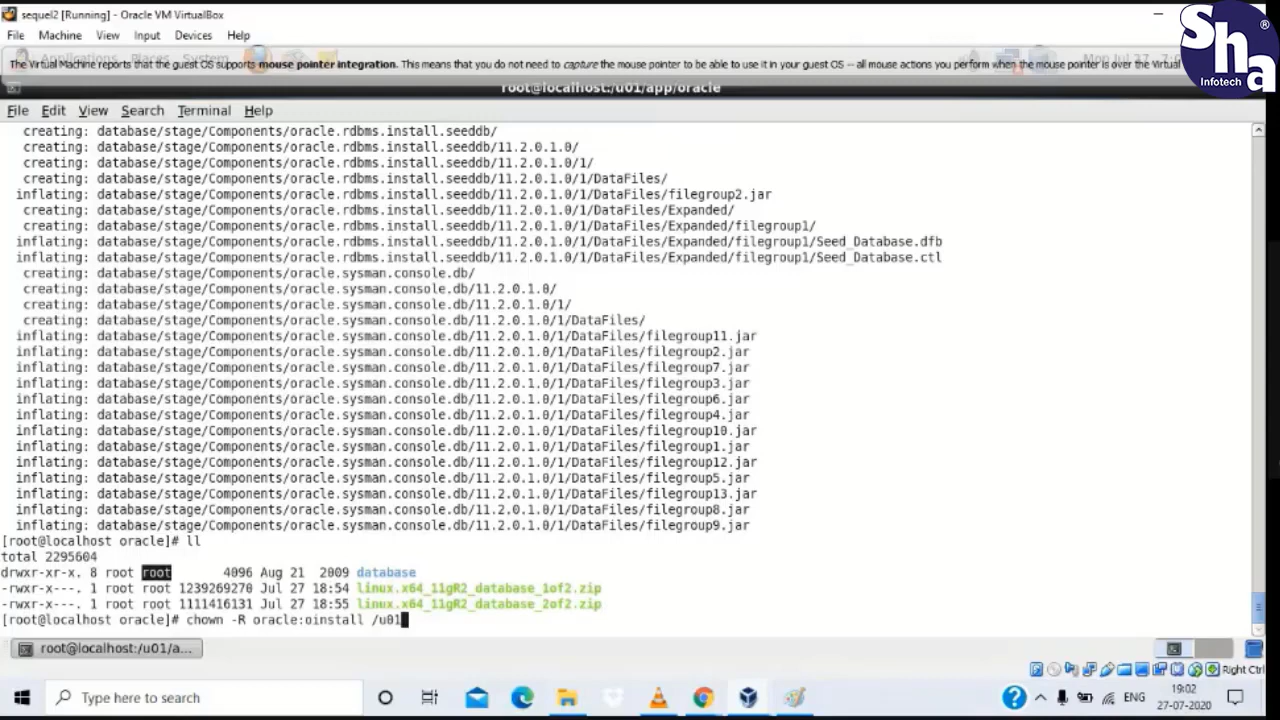 sequel2 [Running] - Oracle VM VirtualBox
File Machine View Input Devices Help
Sha
®
Infotech
The Virtual Machine reports that the guest OS supports mouse pointer integration. This means that you do not need to capture the mouse pointer to be able to use it in your guest OS — all mouse actions you perform when the mouse pointer is over the Virtual
root@localhost:/u01/app/oracle
File Edit View Search Terminal Help
creating: database/stage/Components/oracle.rdbms.install.seeddb/
creating: database/stage/Components/oracle.rdbms.install.seeddb/11.2.0.1.0/
creating: database/stage/Components/oracle.rdbms.install.seeddb/11.2.0.1.0/1/
creating: database/stage/Components/oracle.rdbms.install.seeddb/11.2.0.1.0/1/DataFiles/
inflating: database/stage/Components/oracle.rdbms.install.seeddb/11.2.0.1.0/1/DataFiles/filegroup2.jar
creating: database/stage/Components/oracle.rdbms.install.seeddb/11.2.0.1.0/1/DataFiles/Expanded/
creating: database/stage/Components/oracle.rdbms.install.seeddb/11.2.0.1.0/1/DataFiles/Expanded/filegroup1/
inflating: database/stage/Components/oracle.rdbms.install.seeddb/11.2.0.1.0/1/DataFiles/Expanded/filegroup1/Seed_Database.dfb
inflating: database/stage/Components/oracle.rdbms.install.seeddb/11.2.0.1.0/1/DataFiles/Expanded/filegroup1/Seed_Database.ctl
creating: database/stage/Components/oracle.sysman.console.db/
creating: database/stage/Components/oracle.sysman.console.db/11.2.0.1.0/
creating: database/stage/Components/oracle.sysman.console.db/11.2.0.1.0/1/
creating: database/stage/Components/oracle.sysman.console.db/11.2.0.1.0/1/DataFiles/
inflating: database/stage/Components/oracle.sysman.console.db/11.2.0.1.0/1/DataFiles/filegroup11.jar
inflating: database/stage/Components/oracle.sysman.console.db/11.2.0.1.0/1/DataFiles/filegroup2.jar
inflating: database/stage/Components/oracle.sysman.console.db/11.2.0.1.0/1/DataFiles/filegroup7.jar
inflating: database/stage/Components/oracle.sysman.console.db/11.2.0.1.0/1/DataFiles/filegroup3.jar
inflating: database/stage/Components/oracle.sysman.console.db/11.2.0.1.0/1/DataFiles/filegroup6.jar
inflating: database/stage/Components/oracle.sysman.console.db/11.2.0.1.0/1/DataFiles/filegroup4.jar
inflating: database/stage/Components/oracle.sysman.console.db/11.2.0.1.0/1/DataFiles/filegroup10.jar
inflating: database/stage/Components/oracle.sysman.console.db/11.2.0.1.0/1/DataFiles/filegroup1.jar
inflating: database/stage/Components/oracle.sysman.console.db/11.2.0.1.0/1/DataFiles/filegroup12.jar
inflating: database/stage/Components/oracle.sysman.console.db/11.2.0.1.0/1/DataFiles/filegroup5.jar
inflating: database/stage/Components/oracle.sysman.console.db/11.2.0.1.0/1/DataFiles/filegroup13.jar
inflating: database/stage/Components/oracle.sysman.console.db/11.2.0.1.0/1/DataFiles/filegroup8.jar
inflating: database/stage/Components/oracle.sysman.console.db/11.2.0.1.0/1/DataFiles/filegroup9.jar
[root@localhost oracle]# ll
total 2295604
drwxr-xr-x. 8 root root 4096 Aug 21 2009 database
-rwxr-x---. 1 root root 1239269270 Jul 27 18:54 linux.x64_11gR2_database_1of2.zip
-rwxr-x---. 1 root root 1111416131 Jul 27 18:55 linux.x64_11gR2_database_2of2.zip
[root@localhost oracle]# chown -R oracle:oinstall /u01
root@localhost:/u01/a...
Right Ctrl
Type here to search
ENG
19:02
27-07-2020